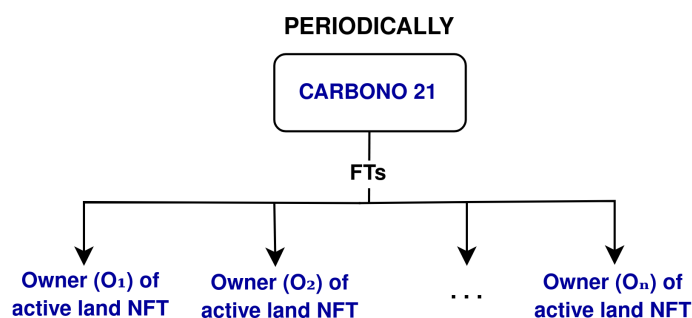 PERIODICALLY
CARBONO 21
FTs
Owner (O₁) of
active land NFT
Owner (O₂) of
active land NFT
. . .
Owner (Oₙ) of
active land NFT